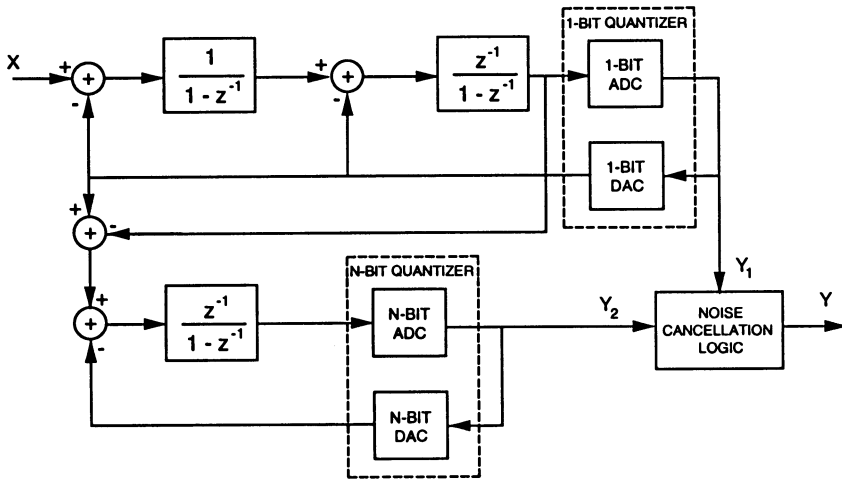 1-BIT QUANTIZER
X
+
+
-
1
1 - z⁻¹
+
+
-
z⁻¹
1 - z⁻¹
1-BIT
ADC
1-BIT
DAC
+
+
-
Y₁
N-BIT QUANTIZER
+
+
-
z⁻¹
1 - z⁻¹
N-BIT
ADC
N-BIT
DAC
Y₂
NOISE
CANCELLATION
LOGIC
Y